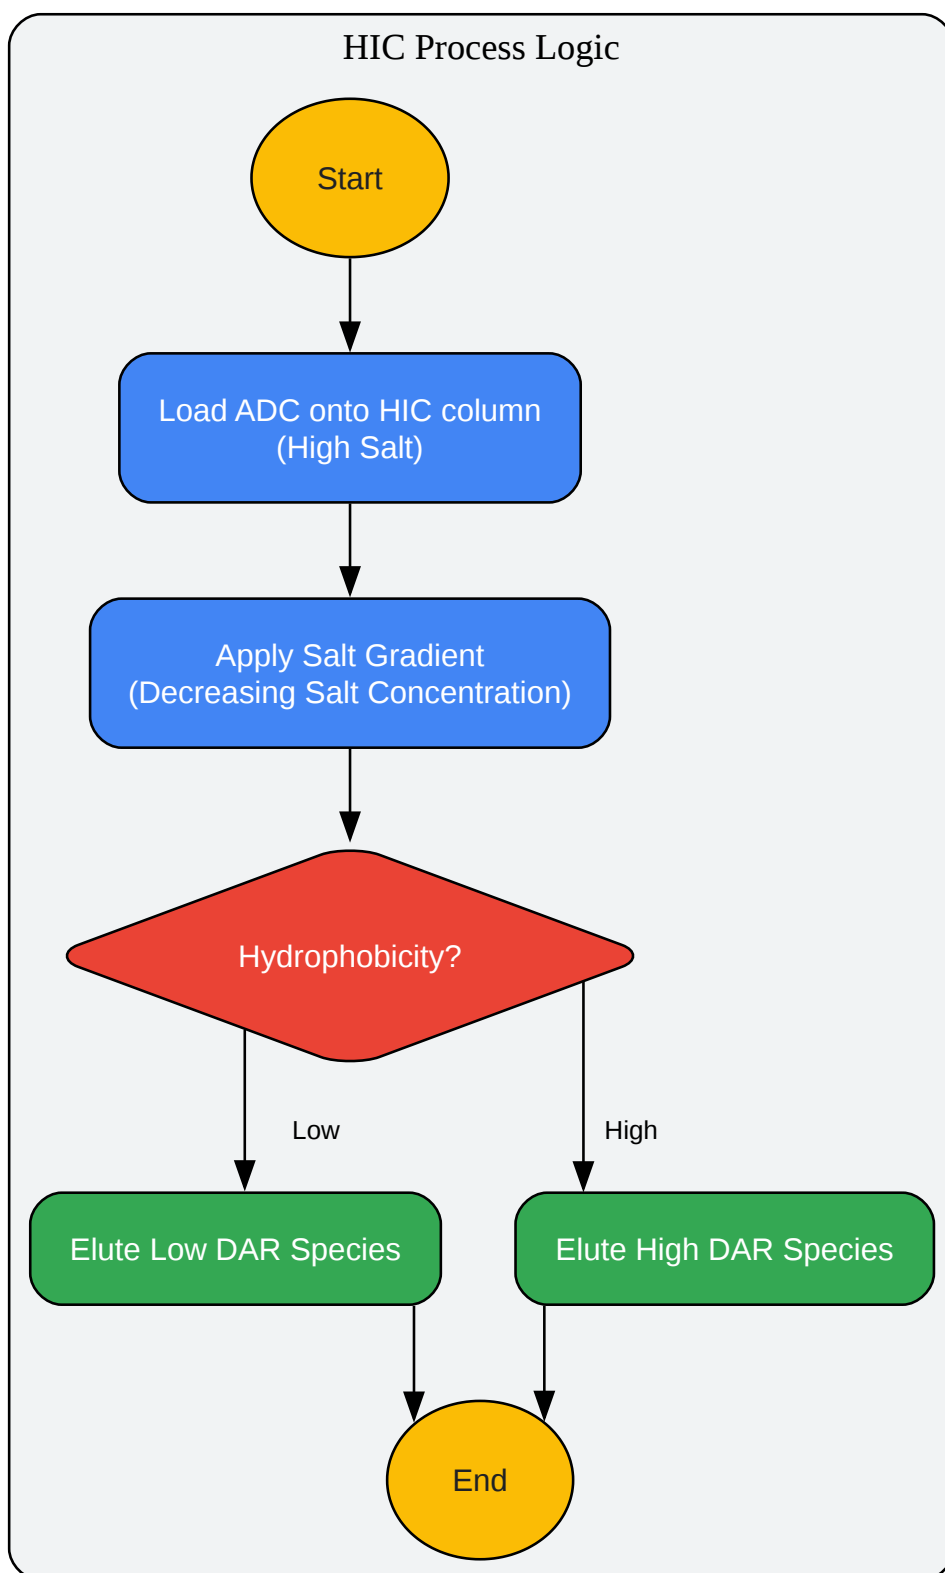 HIC Process Logic
Start
Load ADC onto HIC column
(High Salt)
Apply Salt Gradient
(Decreasing Salt Concentration)
Hydrophobicity?
Low
High
Elute Low DAR Species
Elute High DAR Species
End